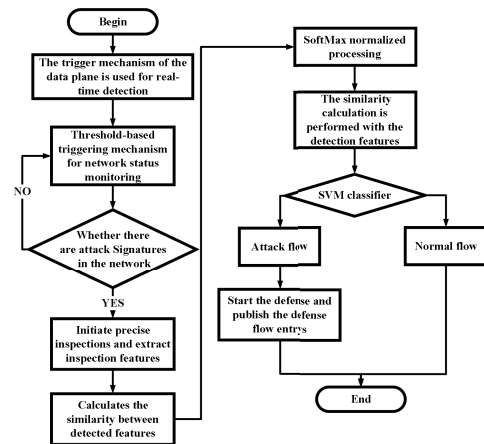 Begin
The trigger mechanism of the
data plane is used for real-
time detection
Threshold-based
triggering mechanism
for network status
monitoring
NO
Whether there
are attack Signatures
in the network
YES
Initiate precise
inspections and extract
inspection features
Calculates the
similarity between
detected features
SoftMax normalized
processing
The similarity
calculation is
performed with the
detection features
SVM classifier
Attack flow
Normal flow
Start the defense and
publish the defense
flow entrys
End